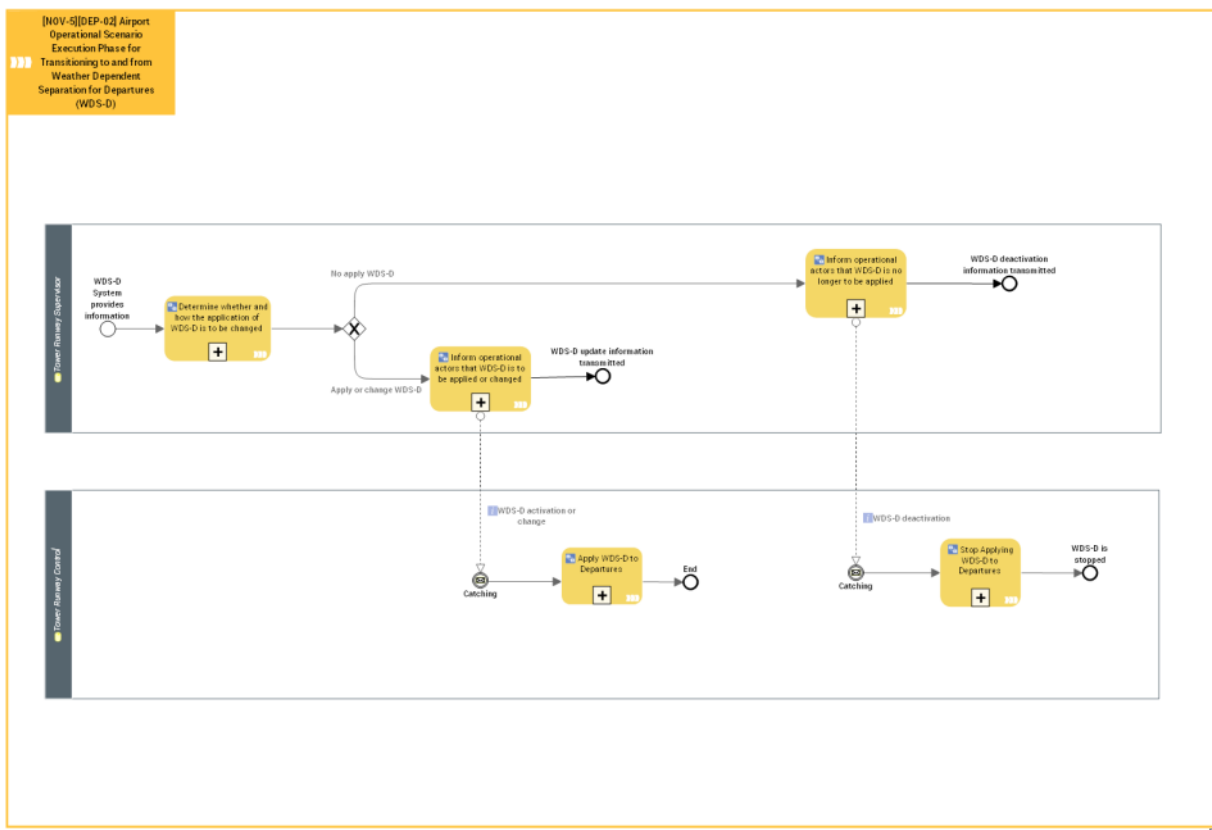 [NOV-5][DEP-02] Airport
Operational Scenario
Execution Phase for
Transitioning to and from
Weather Dependent
Separation for Departures
(WDS-D)
Tower Runway Supervisor
WDS-D
System
provides
information
Determine whether and
how the application of
WDS-D is to be changed
No apply WDS-D
Apply or change WDS-D
Inform operational
actors that WDS-D is to
be applied or changed
WDS-D update information
transmitted
Inform operational
actors that WDS-D is no
longer to be applied
WDS-D deactivation
information transmitted
Tower Runway Control
WDS-D activation or
change
Catching
Apply WDS-D to
Departures
End
WDS-D deactivation
Catching
Stop Applying
WDS-D to
Departures
WDS-D is
stopped